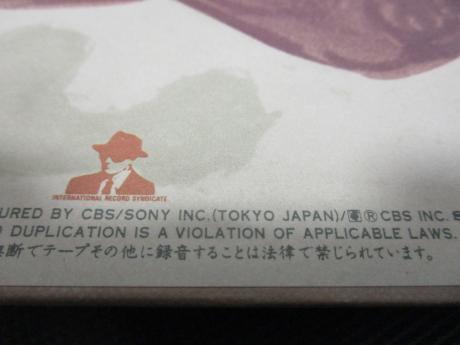 INTERNATIONAL RECORD SYNDICATE
URED BY CBS/SONY INC.(TOKYO JAPAN)/Ⓡ CBS INC.
DUPLICATION IS A VIOLATION OF APPLICABLE LAWS.
断てテープその他に録音することは法律で禁じられています。